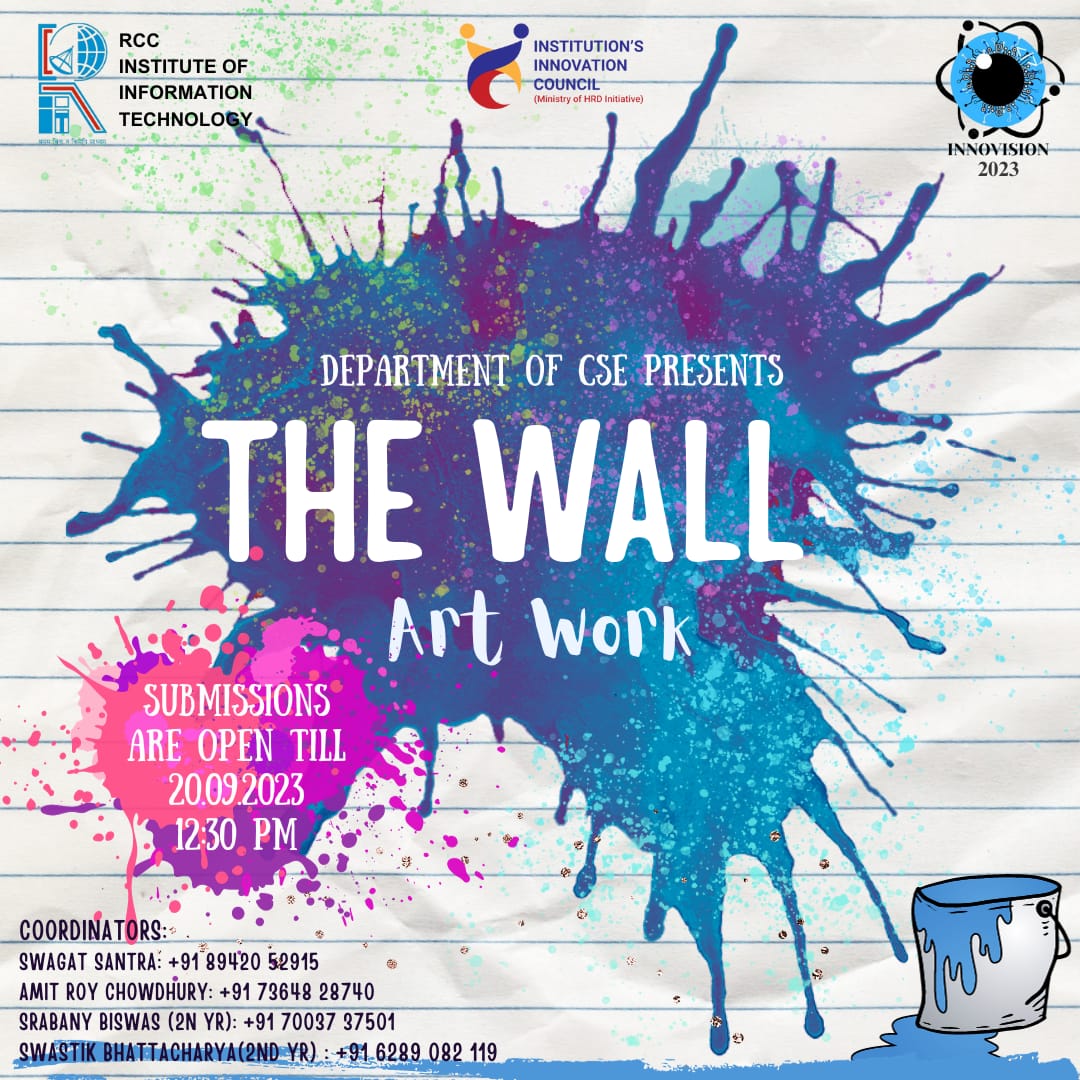 RCC
INSTITUTE OF
INFORMATION
TECHNOLOGY
INSTITUTION'S
INNOVATION
COUNCIL
(Ministry of HRD Initiative)
INNOVISION
2023
DEPARTMENT OF CSE PRESENTS
THE WALL
Art Work
SUBMISSIONS
ARE OPEN TILL
20.09.2023
12:30 PM
COORDINATORS:
SWAGAT SANTRA: +91 89420 52915
AMIT ROY CHOWDHURY: +91 73648 28740
SRABANY BISWAS (2N YR): +91 70037 37501
SWASTIK BHATTACHARYA(2ND YR) : +91 6289 082 119